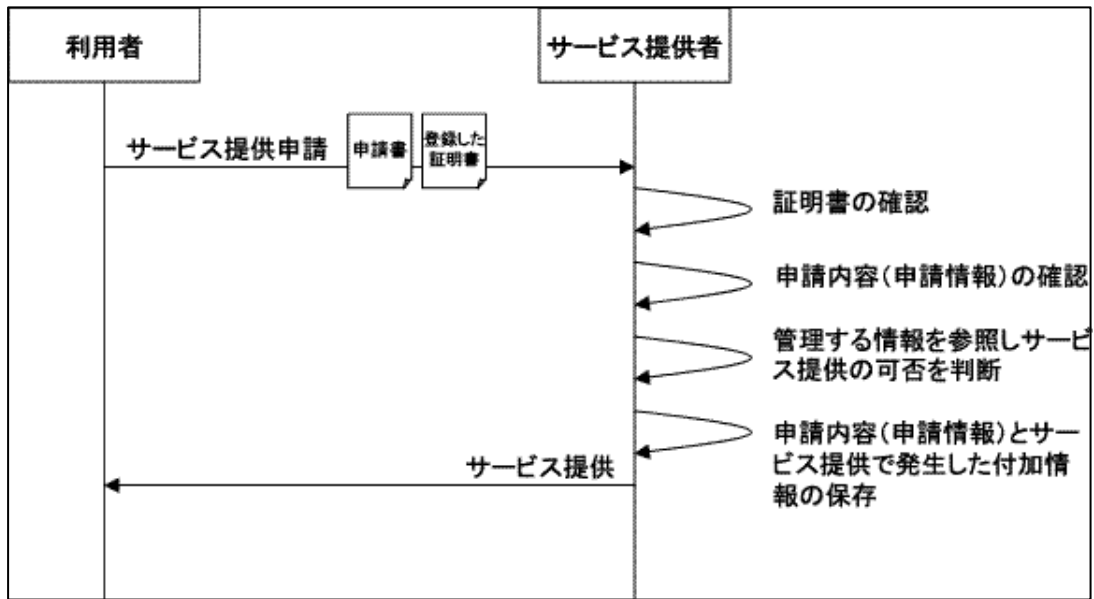 利用者
サービス提供者
サービス提供申請
申請書
登録した
証明書
証明書の確認
申請内容(申請情報)の確認
管理する情報を参照しサービ
ス提供の可否を判断
申請内容(申請情報)とサー
ビス提供で発生した付加情
報の保存
サービス提供